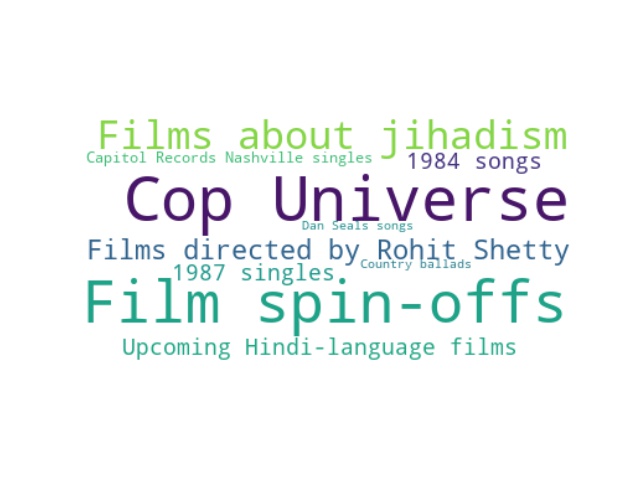 Films about jihadism
Capitol Records Nashville singles
1984 songs
Cop Universe
Dan Seals songs
Films directed by Rohit Shetty
Country ballads
1987 singles
Film spin-offs
Upcoming Hindi-language films